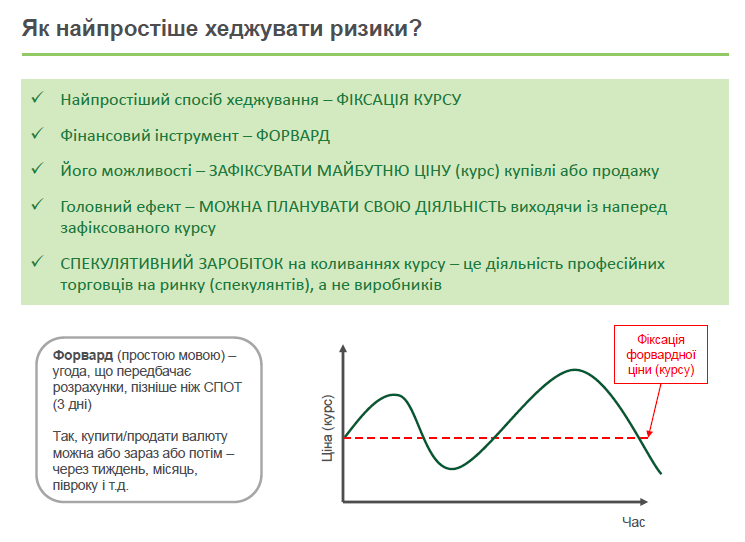 Як найпростіше хеджувати ризики?
✓ Найпростіший спосіб хеджування – ФІКСАЦІЯ КУРСУ
✓ Фінансовий інструмент – ФОРВАРД
✓ Його можливості – ЗАФІКСУВАТИ МАЙБУТНЮ ЦІНУ (курс) купівлі або продажу
✓ Головний ефект – МОЖНА ПЛАНУВАТИ СВОЮ ДІЯЛЬНІСТЬ виходячи із наперед
зафіксованого курсу
✓ СПЕКУЛЯТИВНИЙ ЗАРОБІТОК на коливаннях курсу – це діяльність професійних
торговців на ринку (спекулянтів), а не виробників
Форвард (простою мовою) –
угода, що передбачає
розрахунки, пізніше ніж СПОТ
(3 дні)
Так, купити/продати валюту
можна або зараз або потім –
через тиждень, місяць,
півроку і т.д.
Ціна (курс)
Фіксація
форвардної
ціни (курсу)
Час